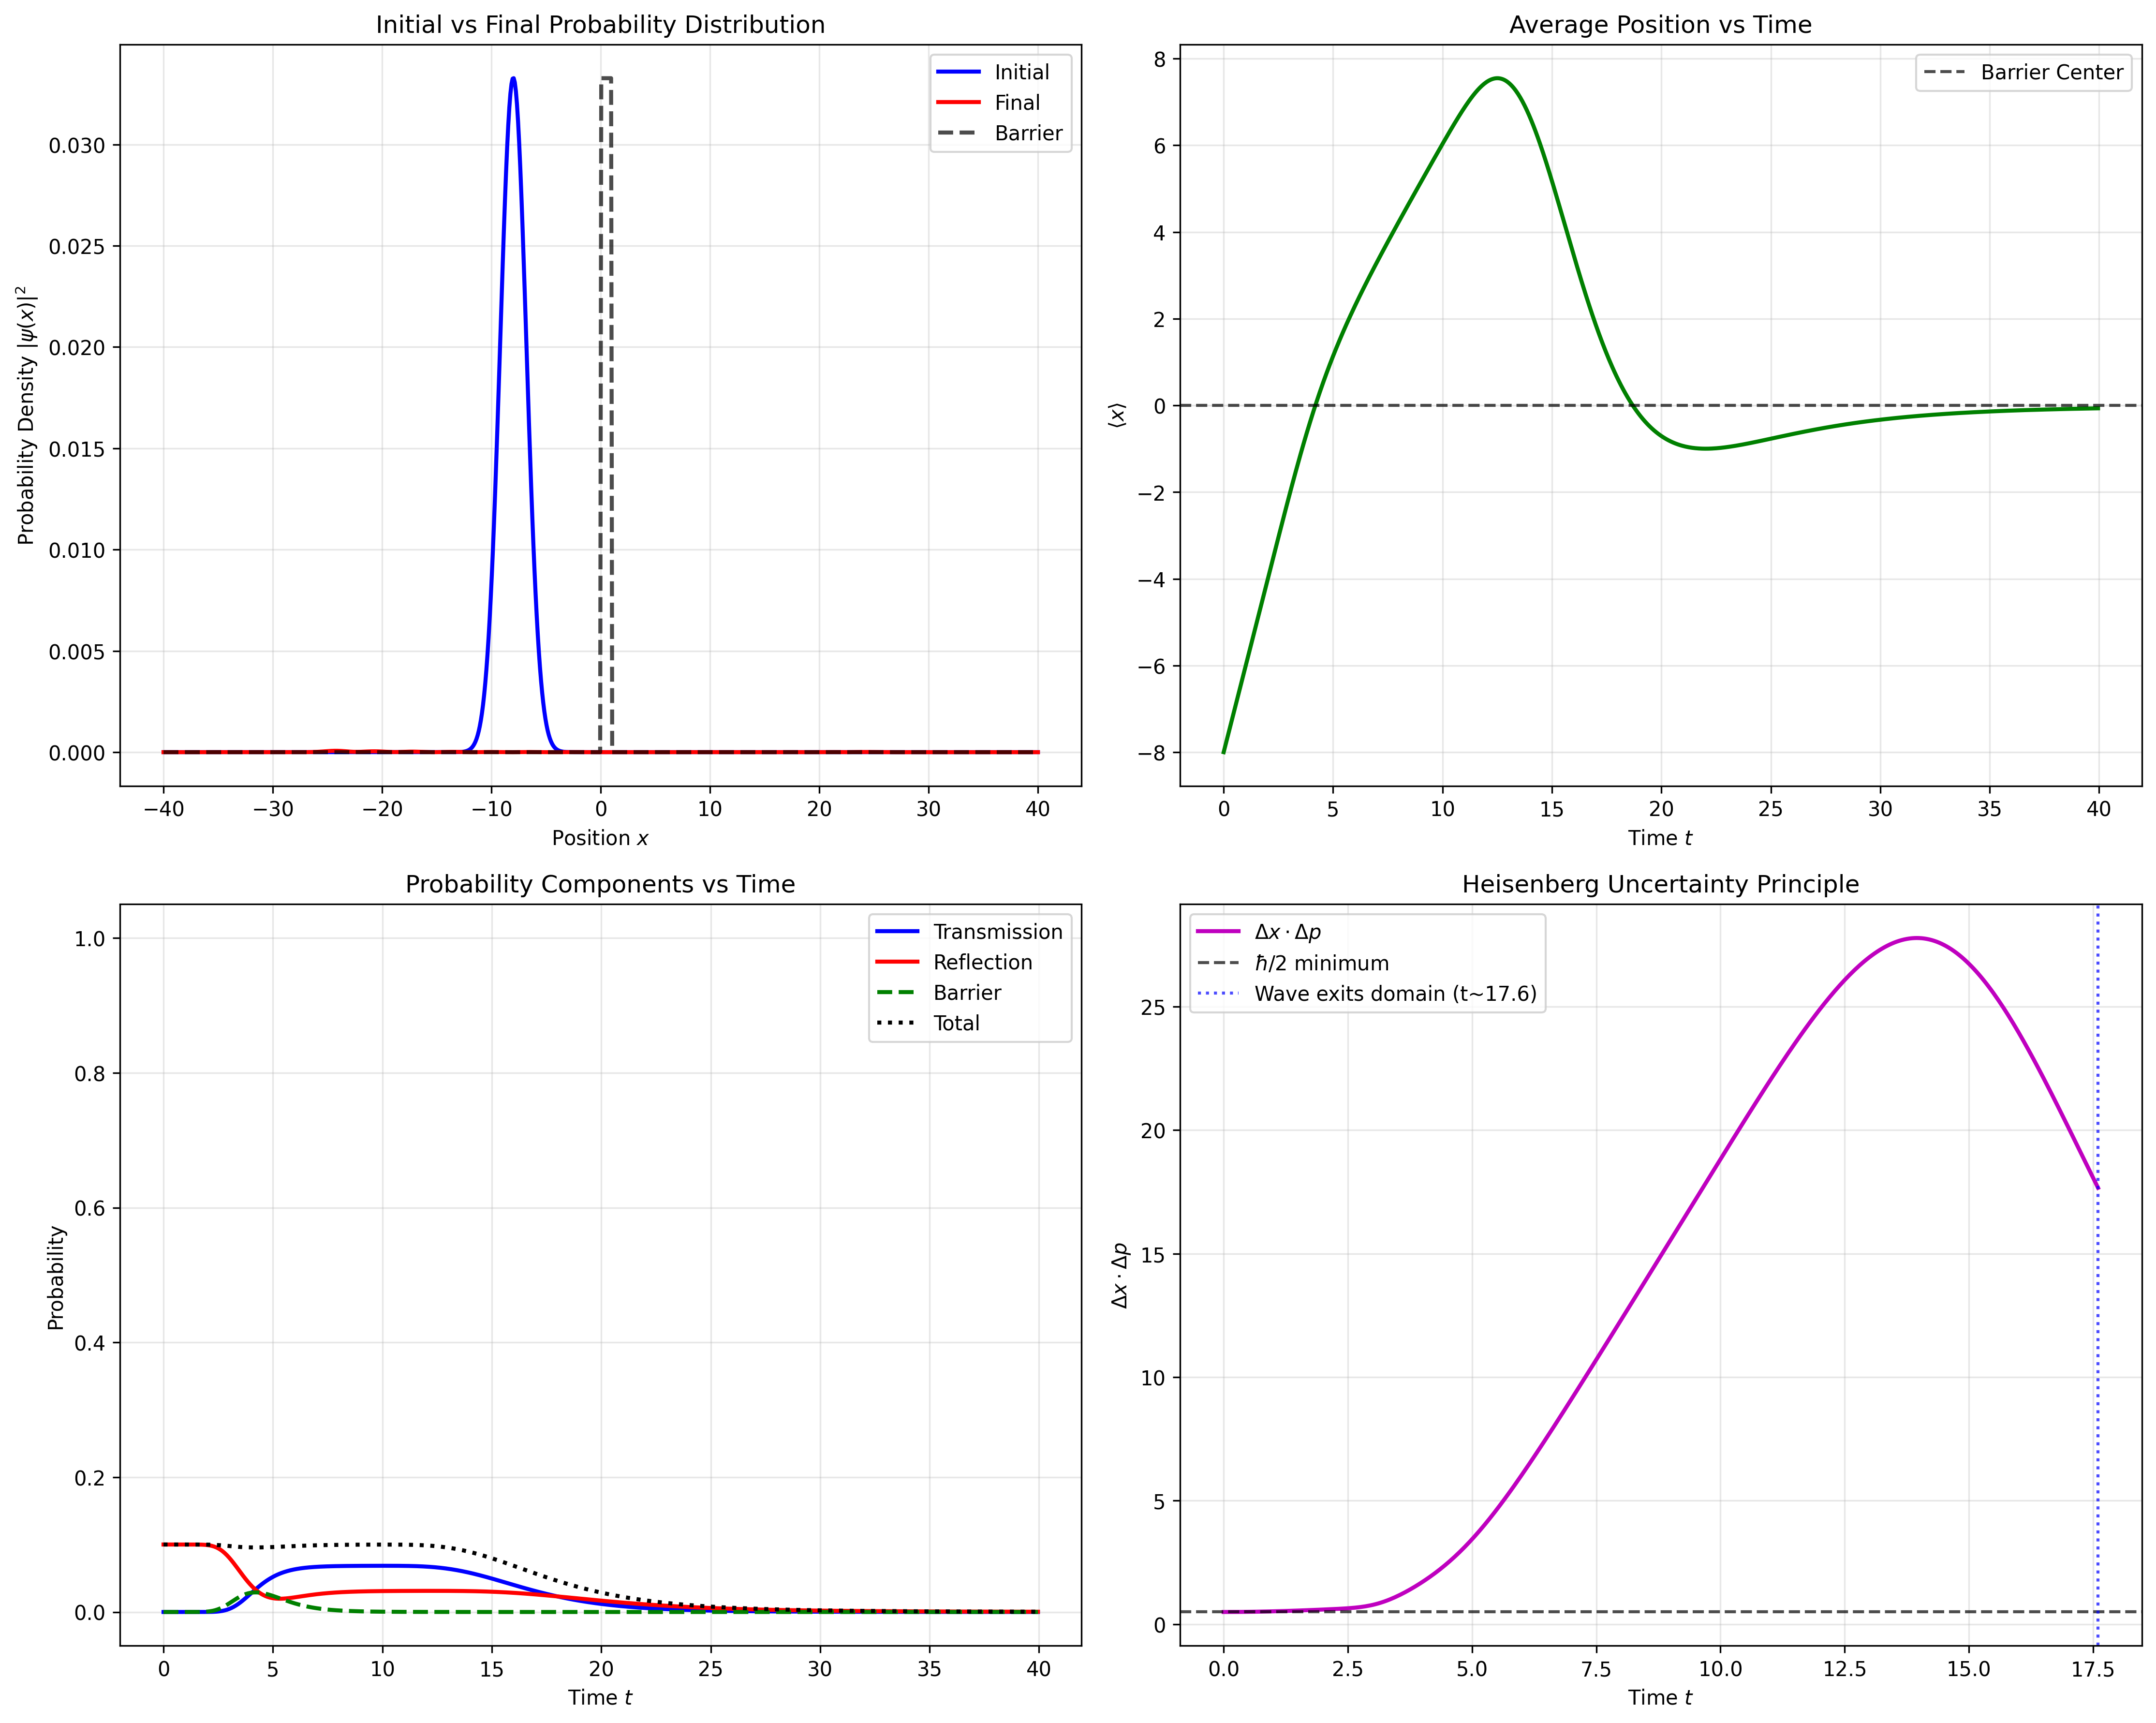 Initial vs Final Probability Distribution
Initial
Final
Barrier
Probability Density |ψ(x)|²
0.030
0.025
0.020
0.015
0.010
0.005
0.000
−40 −30 −20 −10 0 10 20 30 40
Position x
Average Position vs Time
Barrier Center
⟨x⟩
8
6
4
2
0
−2
−4
−6
−8
0 5 10 15 20 25 30 35 40
Time t
Probability Components vs Time
Transmission
Reflection
Barrier
Total
Probability
1.0
0.8
0.6
0.4
0.2
0.0
0 5 10 15 20 25 30 35 40
Time t
Heisenberg Uncertainty Principle
Δx · Δp
ℏ/2 minimum
Wave exits domain (t~17.6)
Δx · Δp
25
20
15
10
5
0
0.0 2.5 5.0 7.5 10.0 12.5 15.0 17.5
Time t